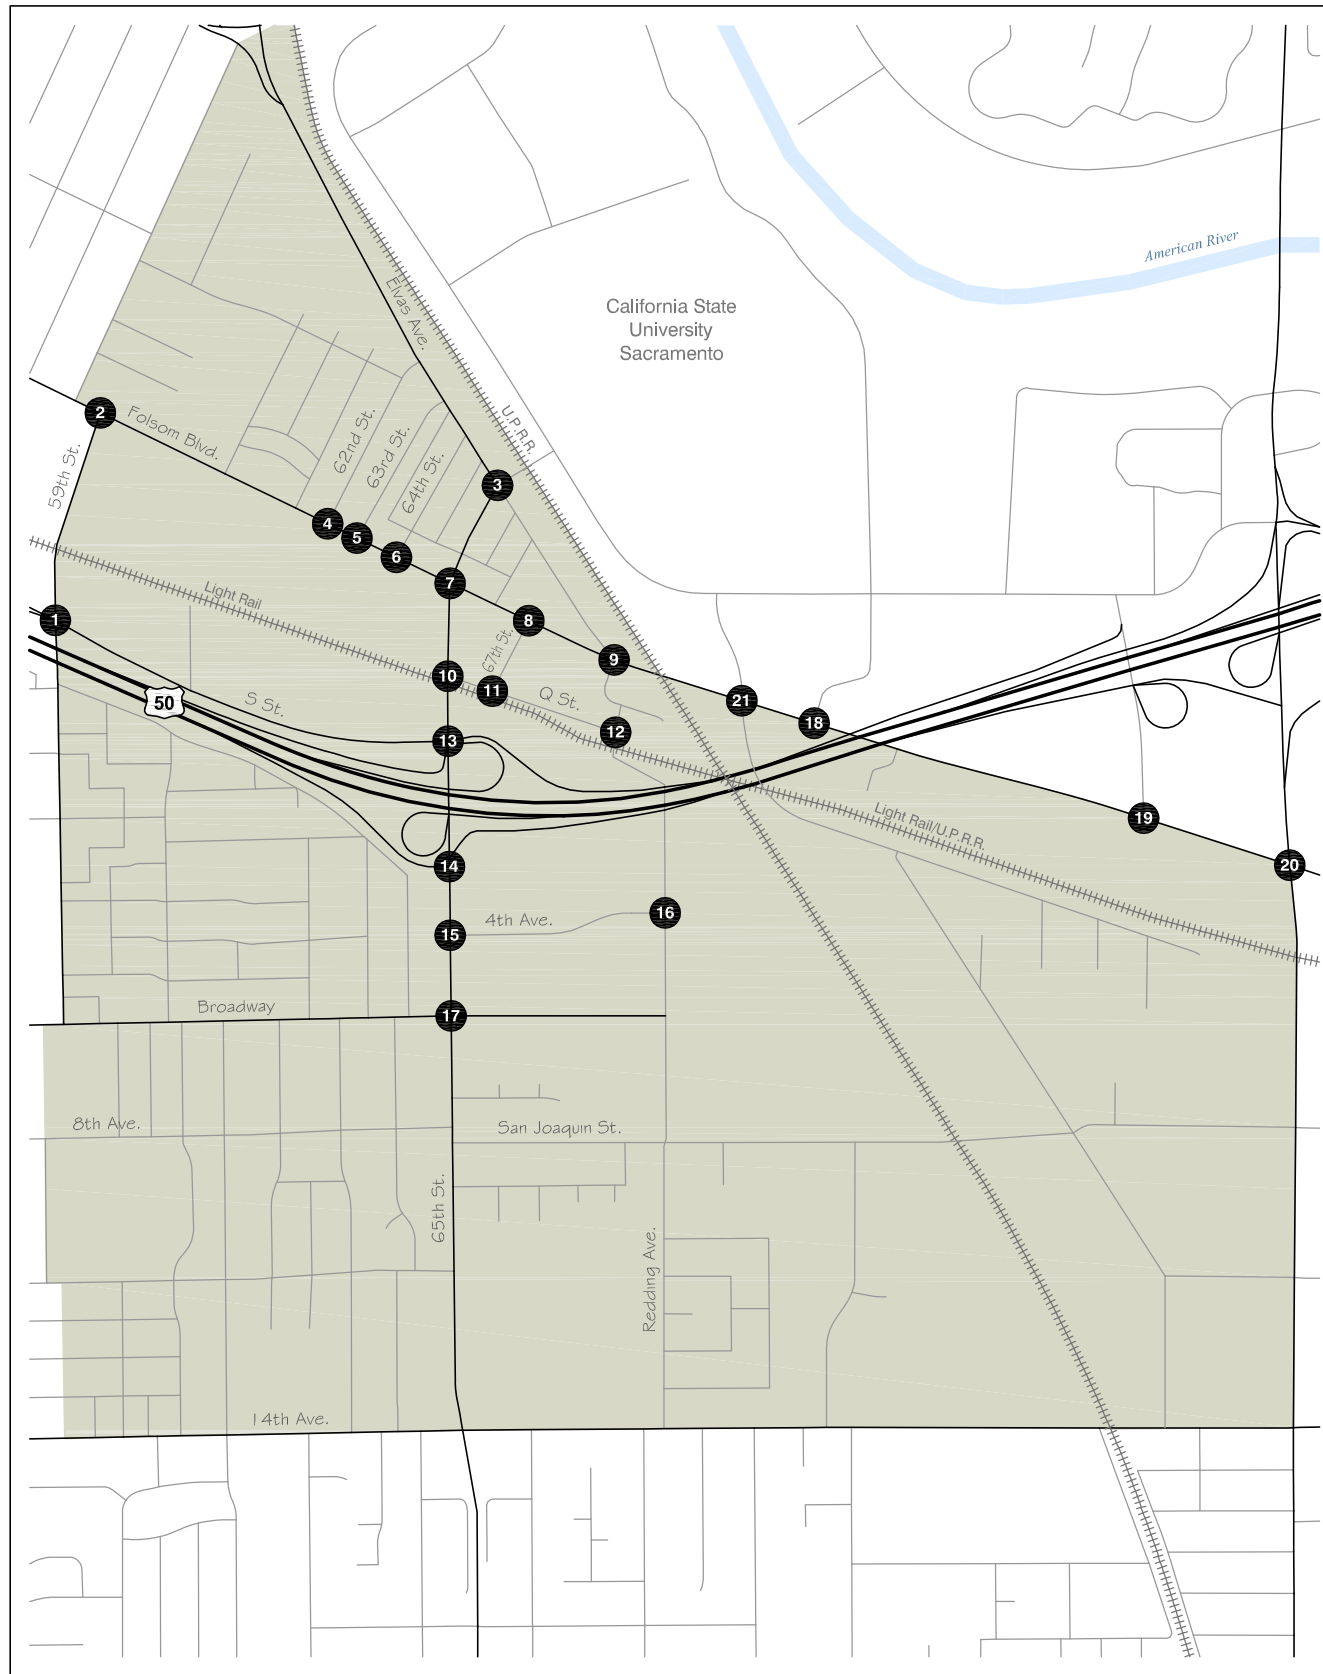 American River
California State
University
Sacramento
Elvas Ave.
U.P.R.R.
2
Folsom Blvd.
62nd St.
63rd St.
64th St.
59th St.
3
4
5
6
7
Light Rail
1
8
67th St.
9
10
11
Q St.
50
S St.
12
13
21
18
Light Rail/U.P.R.R.
19
14
20
16
4th Ave.
15
Broadway
17
8th Ave.
San Joaquin St.
65th St.
Redding Ave.
14th Ave.